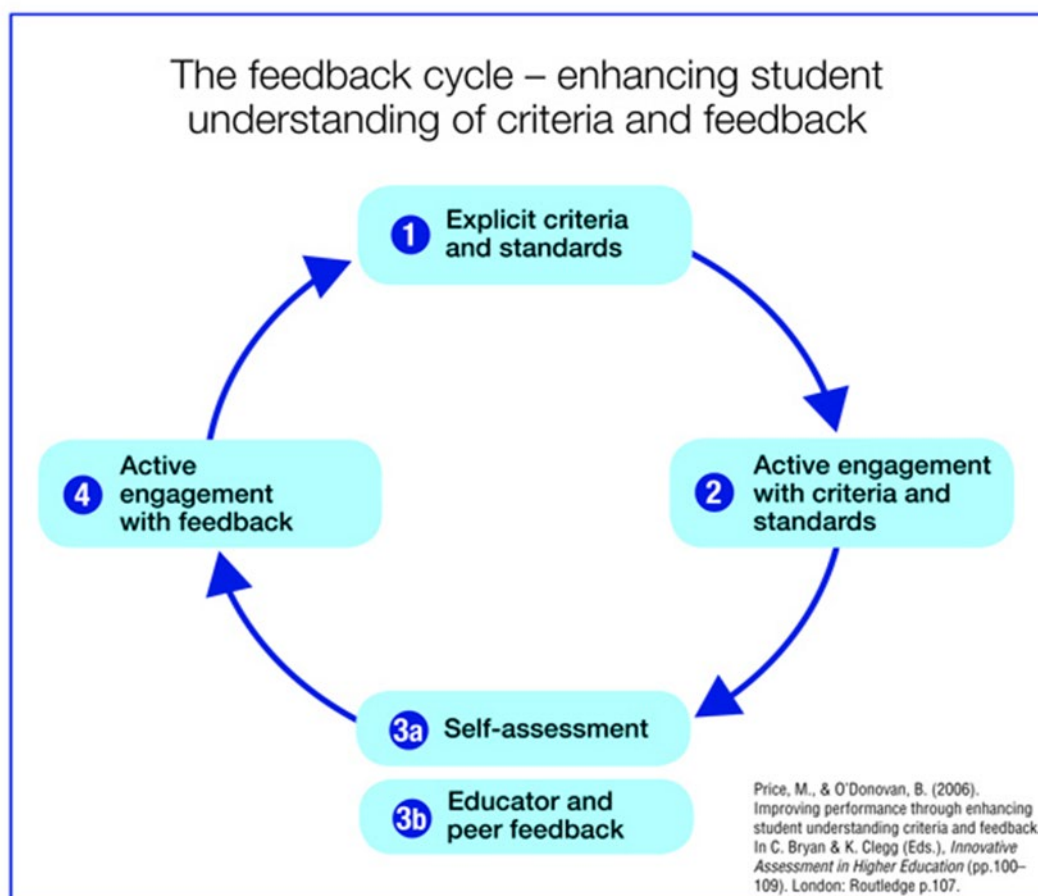 The feedback cycle – enhancing student
understanding of criteria and feedback
1 Explicit criteria
and standards
2 Active engagement
with criteria and
standards
3a Self-assessment
3b Educator and
peer feedback
4 Active
engagement
with feedback
Price, M., & O'Donovan, B. (2006).
Improving performance through enhancing
student understanding criteria and feedback.
In C. Bryan & K. Clegg (Eds.), Innovative
Assessment in Higher Education (pp.100–
109). London: Routledge p.107.